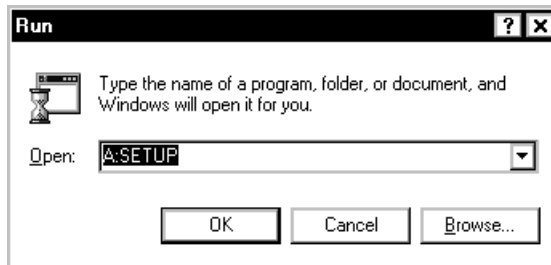 Run
Type the name of a program, folder, or document, and
Windows will open it for you.
Open: A:SETUP
OK Cancel Browse...